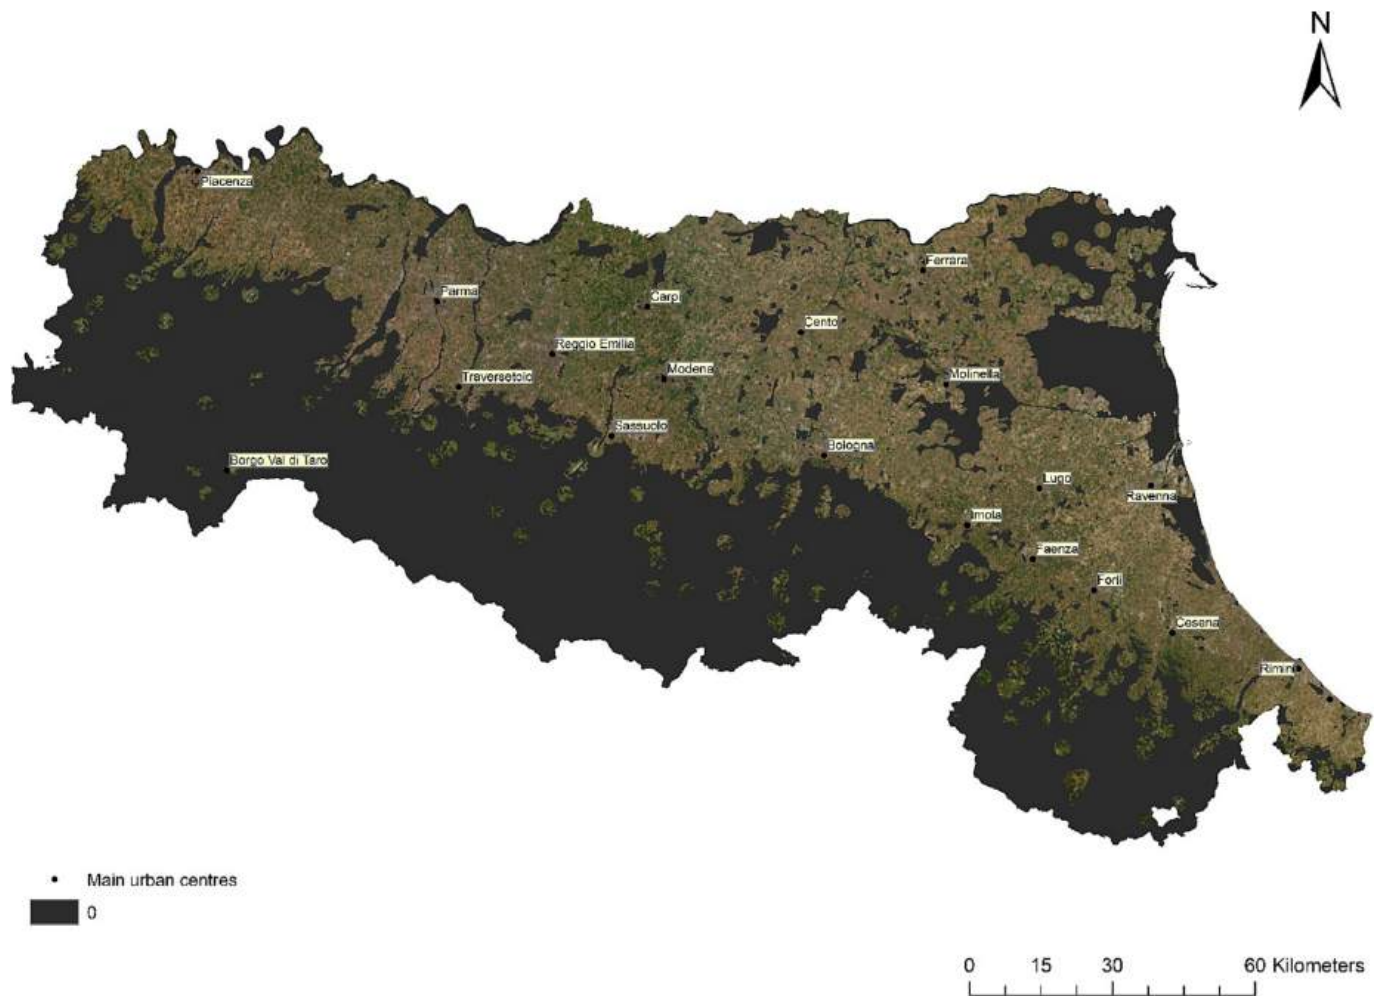 N
Piacenza
Ferrara
Parma
Carpi
Cento
Reggio Emilia
Modena
Molinella
Traversetolo
Sassuolo
Bologna
Borgo Val di Taro
Lugo
Ravenna
Imola
Faenza
Forlì
Cesena
Rimini
Main urban centres
0
0 15 30 60 Kilometers